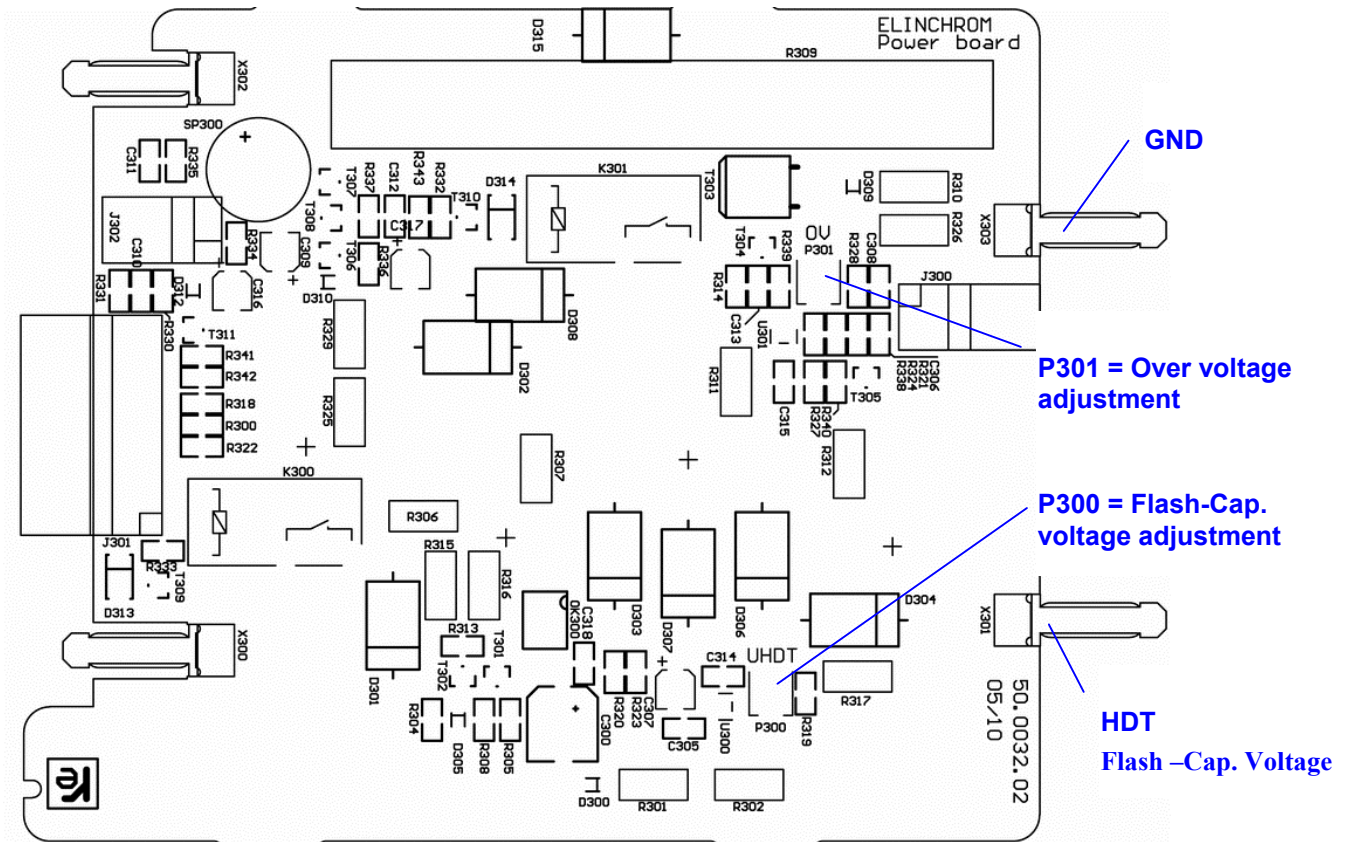 ELINCHROM
Power board
D315
R309
X302
SP300
C311
R335
T307
R337
C312
R343
R332
T310
D314
K301
T303
D309
R310
GND
J302
T308
C317
R326
X303
R334
C309
T306
R336
T304
R339
OV
P301
R328
C308
J300
C310
R331
D312
R330
C316
D310
R314
C313
U301
T311
R329
D308
R341
R342
D302
R311
C306
R321
R324
R338
T305
P301 = Over voltage
adjustment
R318
R300
R322
R325
C315
R327
R340
R312
K300
R307
R306
P300 = Flash-Cap.
voltage adjustment
J301
R333
T309
D313
R315
R316
OK300
C318
D303
D307
D306
D304
X301
X300
R313
T301
T302
D301
C314
UHDT
R317
R304
D305
R308
R305
C300
R320
R323
C307
C305
U300
P300
R319
50.0032.02
05/10
HDT
Flash –Cap. Voltage
D300
R301
R302